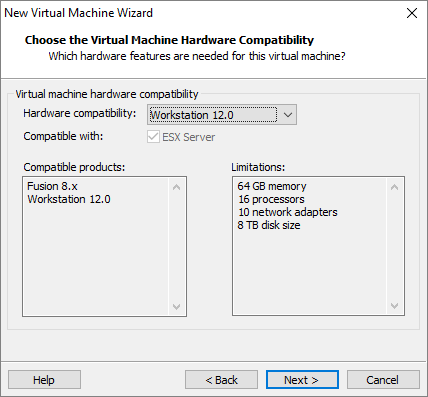 New Virtual Machine Wizard
Choose the Virtual Machine Hardware Compatibility
Which hardware features are needed for this virtual machine?
Virtual machine hardware compatibility
Hardware compatibility: Workstation 12.0
Compatible with: ESX Server
Compatible products:
Fusion 8.x
Workstation 12.0
Limitations:
64 GB memory
16 processors
10 network adapters
8 TB disk size
Help < Back Next > Cancel